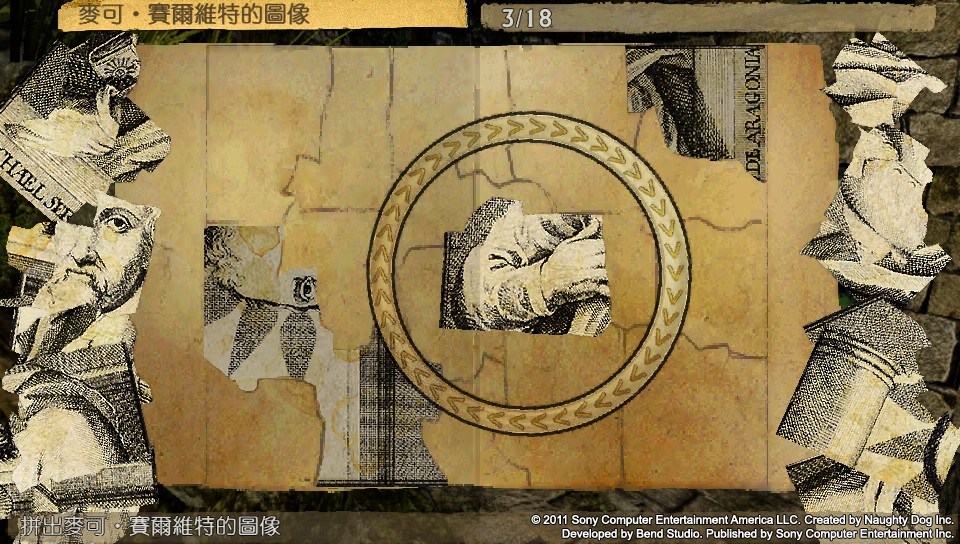 麥可·賽爾維特的圖像
3/18
DE ARAGONIA
CHAEL SER
拼出麥可·賽爾維特的圖像
© 2011 Sony Computer Entertainment America LLC. Created by Naughty Dog Inc.
Developed by Bend Studio. Published by Sony Computer Entertainment Inc.